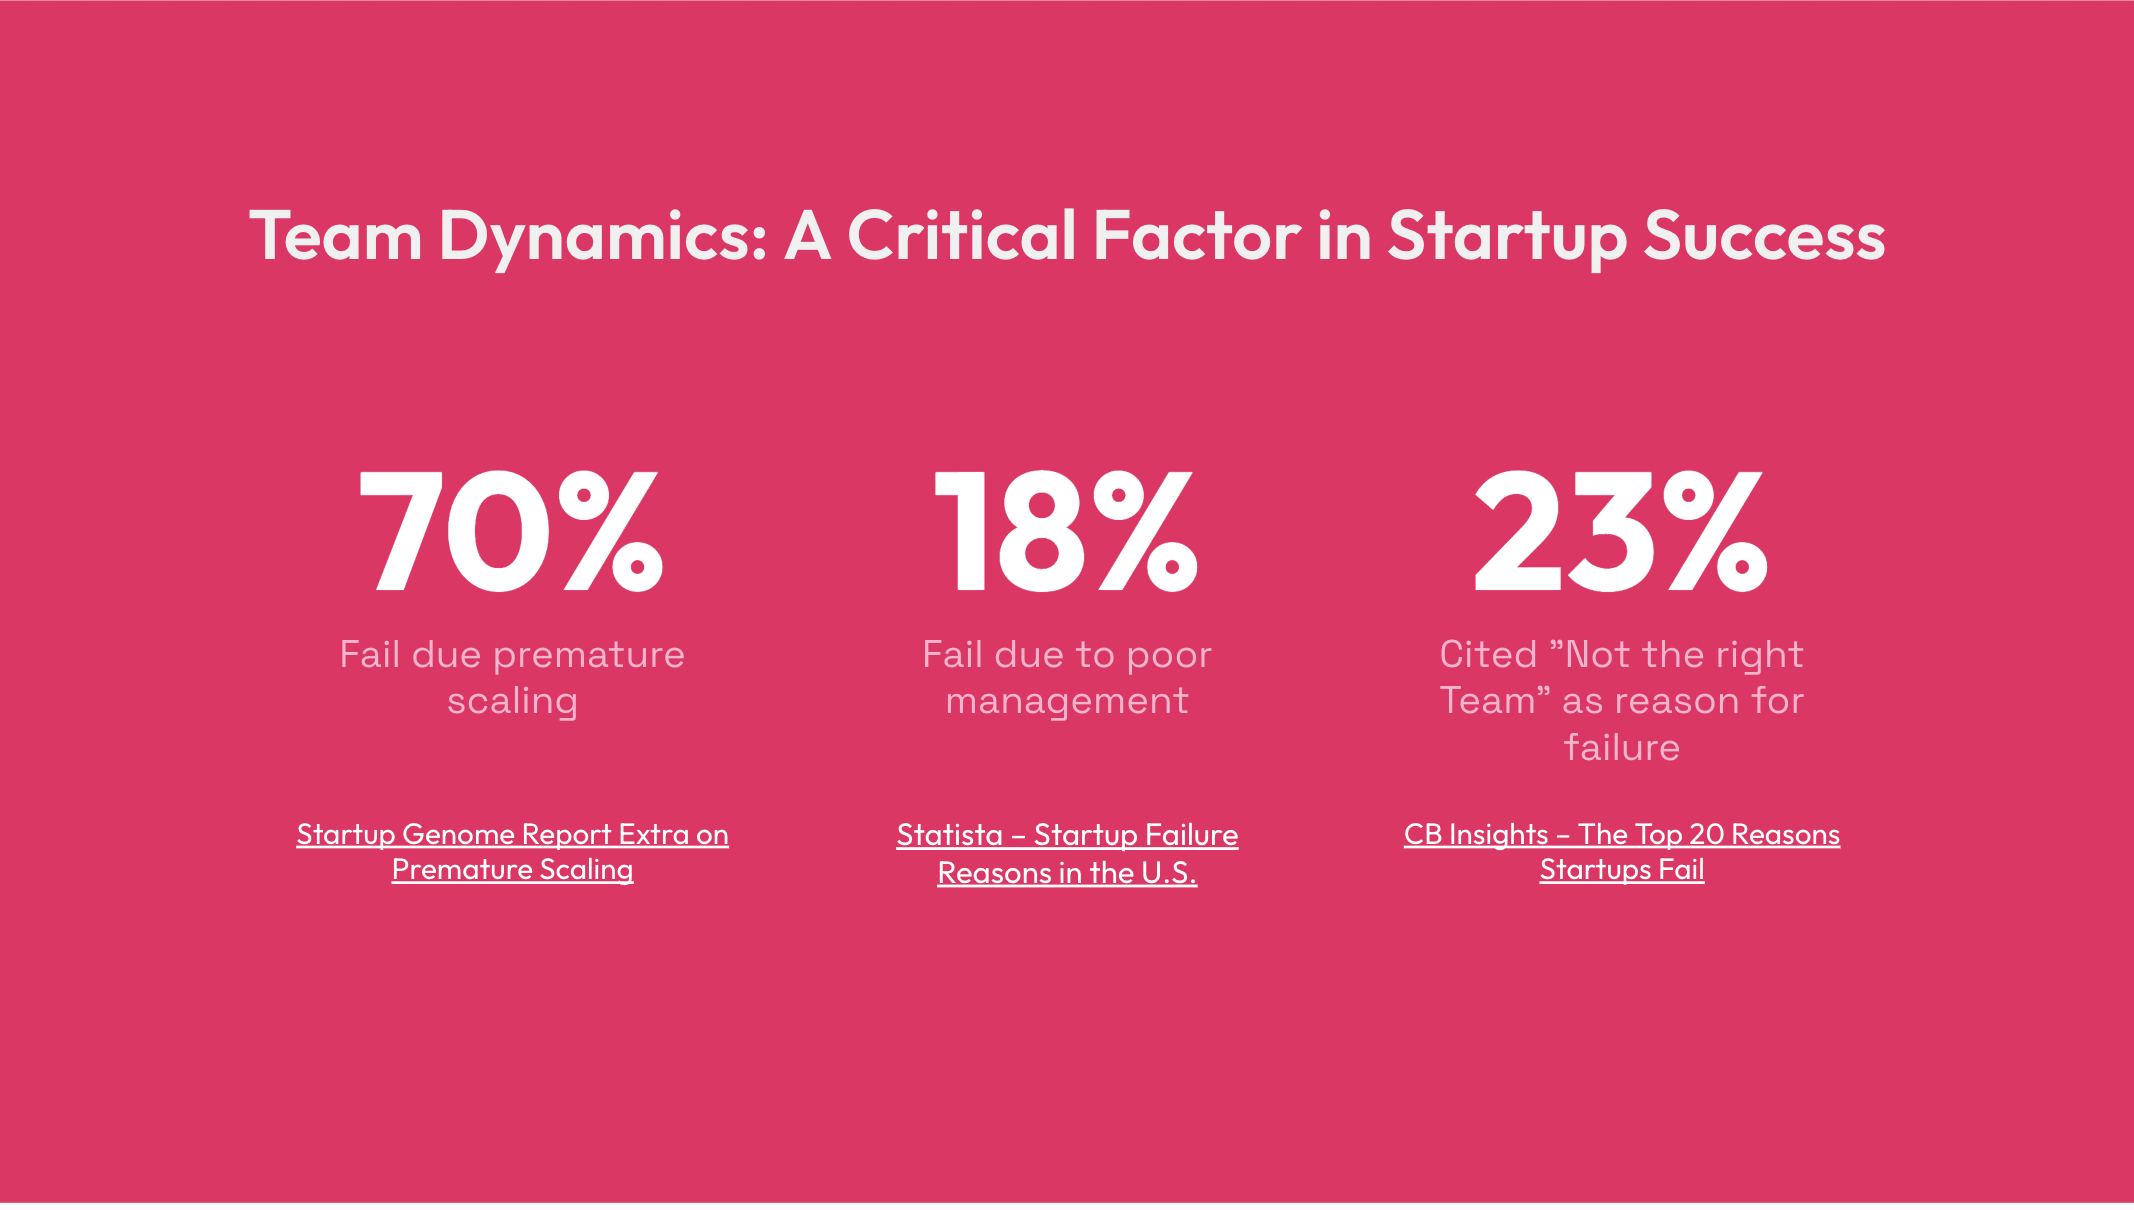 Team Dynamics: A Critical Factor in Startup Success
70%
Fail due premature
scaling
Startup Genome Report Extra on
Premature Scaling
18%
Fail due to poor
management
Statista – Startup Failure
Reasons in the U.S.
23%
Cited ”Not the right
Team” as reason for
failure
CB Insights – The Top 20 Reasons
Startups Fail